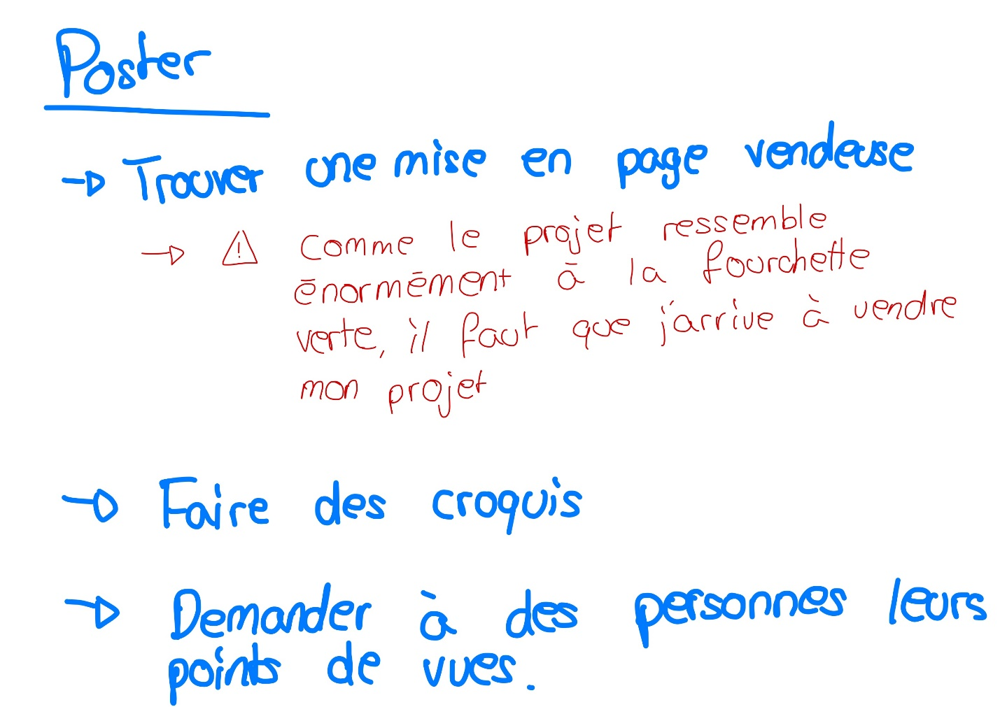 Poster
→ Trouver une mise en page vendeuse
→ ⚠ Comme le projet ressemble
énormément à la fourchette
verte, il faut que j'arrive à vendre
mon projet
→ Faire des croquis
→ Demander à des personnes leurs
points de vues.